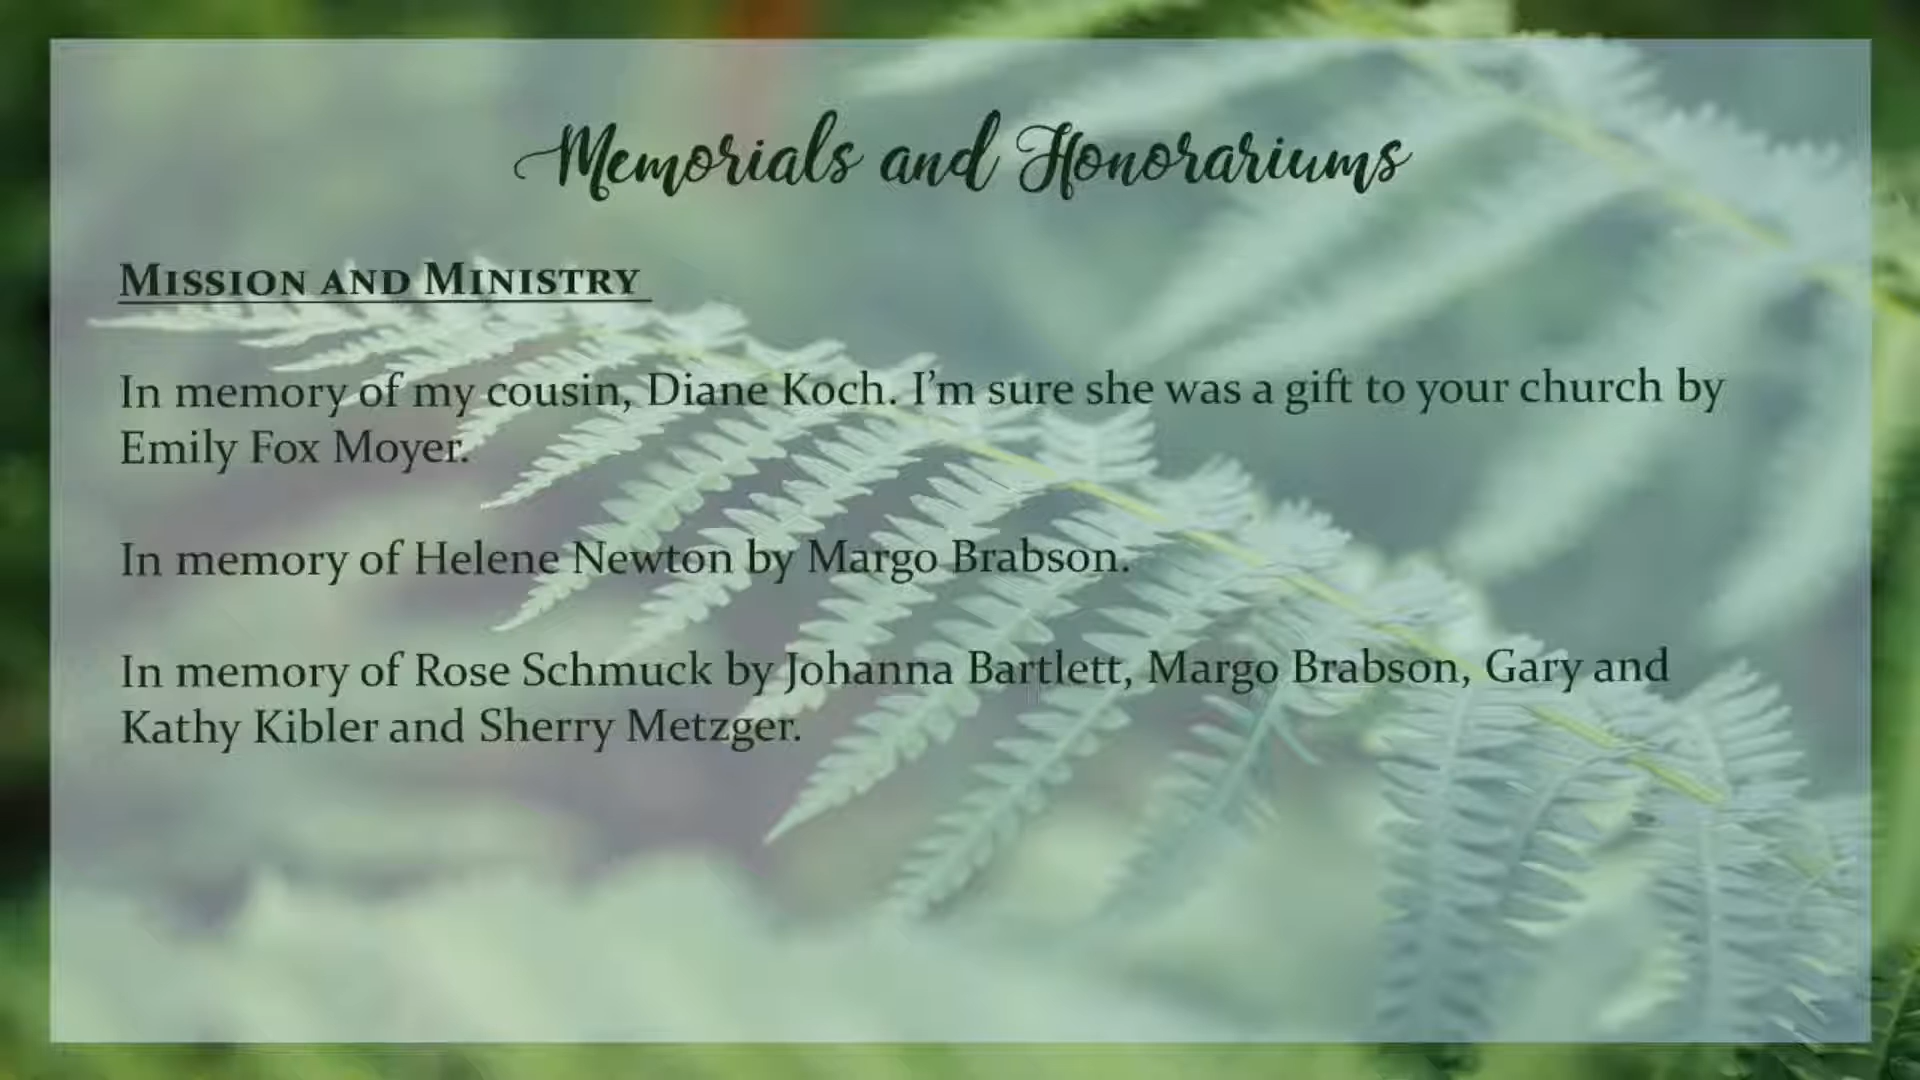 Memorials and Honorariums
Mission and Ministry
In memory of my cousin, Diane Koch. I’m sure she was a gift to your church by
Emily Fox Moyer.
In memory of Helene Newton by Margo Brabson.
In memory of Rose Schmuck by Johanna Bartlett, Margo Brabson, Gary and
Kathy Kibler and Sherry Metzger.